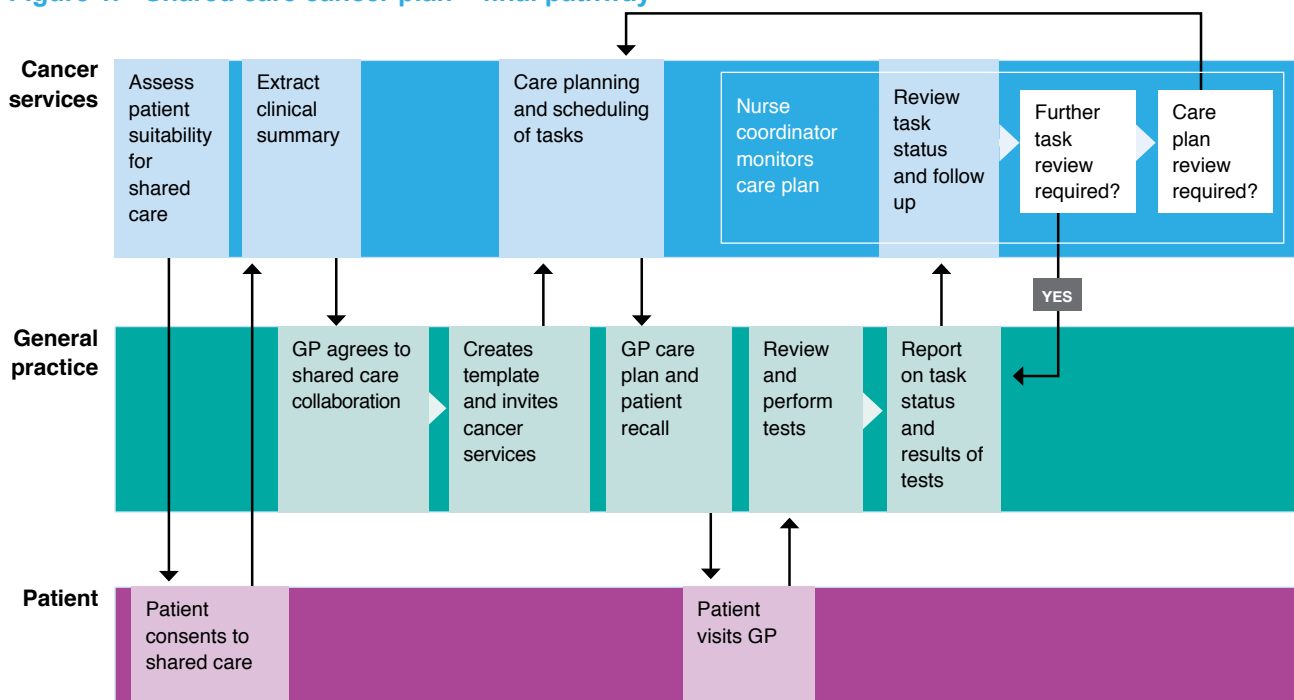 Cancer
services
Assess
patient
suitability
for
shared
care
Extract
clinical
summary
Care planning
and scheduling
of tasks
Nurse
coordinator
monitors
care plan
Review
task
status
and follow
up
Further
task
review
required?
Care
plan
review
required?
YES
General
practice
GP agrees to
shared care
collaboration
Creates
template
and invites
cancer
services
GP care
plan and
patient
recall
Review
and
perform
tests
Report
on task
status
and
results of
tests
Patient
Patient
consents to
shared care
Patient
visits GP